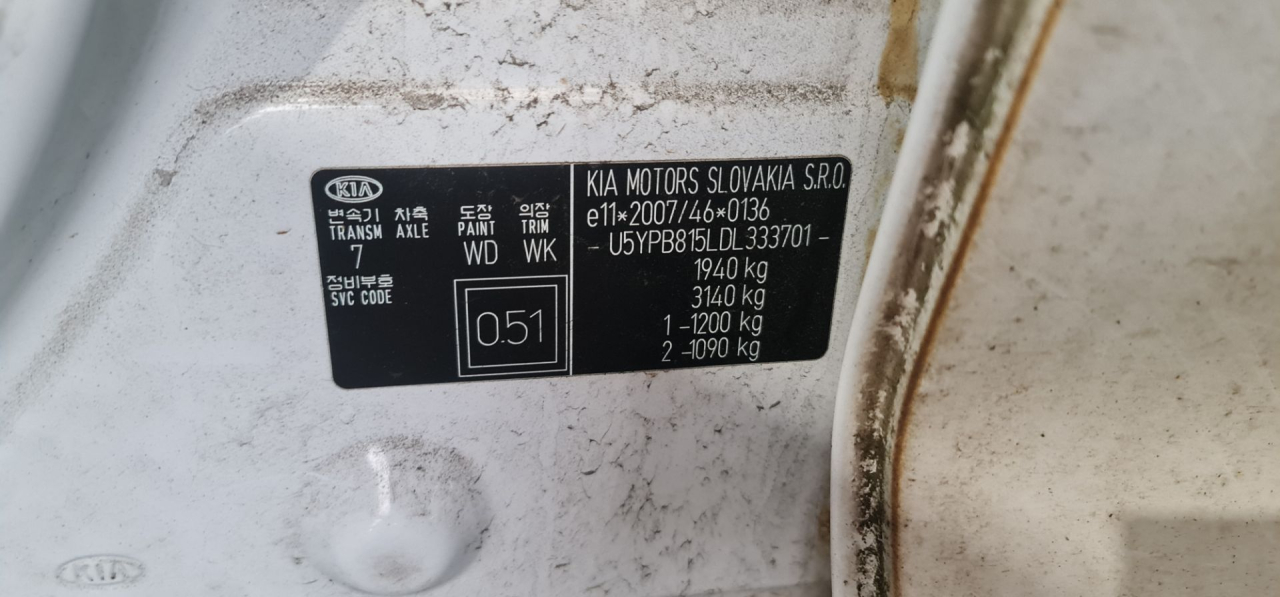 KIA
변속기 차축 도장 의장
TRANSM AXLE PAINT TRIM
7 WD WK
정비부호
SVC CODE
0.51
KIA MOTORS SLOVAKIA S.R.O.
e11*2007/46*0136
- U5YPB815LDL333701 -
1940 kg
3140 kg
1 -1200 kg
2 -1090 kg
KIA